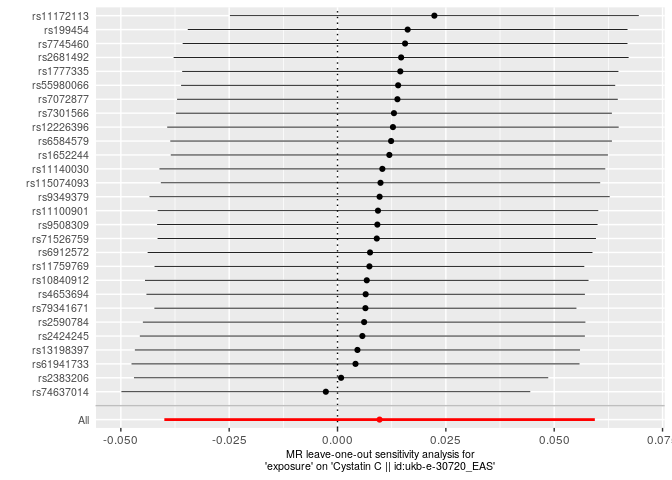 rs11172113
rs199454
rs7745460
rs2681492
rs1777335
rs55980066
rs7072877
rs7301566
rs12226396
rs6584579
rs1652244
rs11140030
rs115074093
rs9349379
rs11100901
rs9508309
rs71526759
rs6912572
rs11759769
rs10840912
rs4653694
rs79341671
rs2590784
rs2424245
rs13198397
rs61941733
rs2383206
rs74637014
All
-0.050 -0.025 0.000 0.025 0.050 0.07
MR leave-one-out sensitivity analysis for
'exposure' on 'Cystatin C || id:ukb-e-30720_EAS'